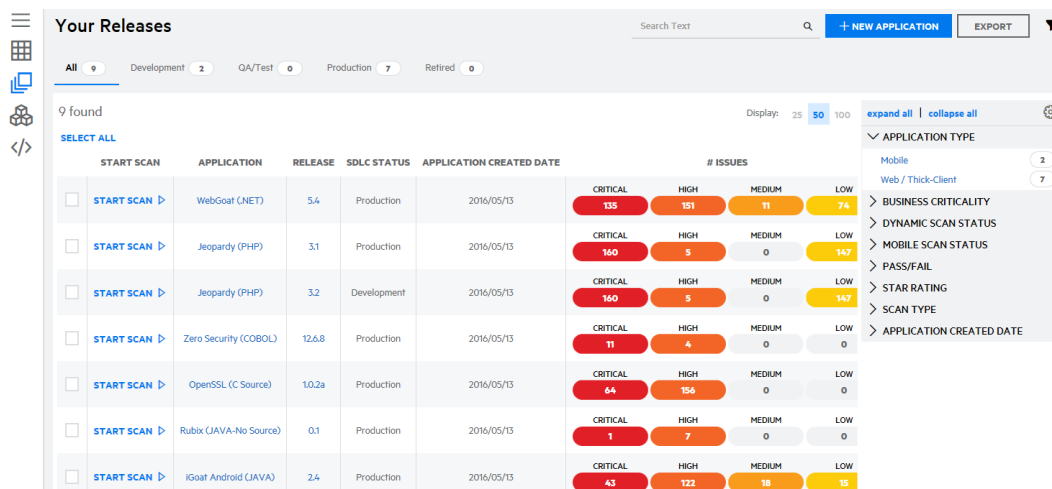 Your Releases
Search Text
+ NEW APPLICATION
EXPORT
All 9 Development 2 QA/Test 0 Production 7 Retired 0
9 found
Display: 25 50 100
expand all | collapse all
SELECT ALL
APPLICATION TYPE
Mobile 2
Web / Thick-Client 7
BUSINESS CRITICALITY
DYNAMIC SCAN STATUS
MOBILE SCAN STATUS
PASS/FAIL
STAR RATING
SCAN TYPE
APPLICATION CREATED DATE
START SCAN APPLICATION RELEASE SDLC STATUS APPLICATION CREATED DATE # ISSUES
CRITICAL HIGH MEDIUM LOW
START SCAN WebGoat (.NET) 5.4 Production 2016/05/13 135 151 11 74
CRITICAL HIGH MEDIUM LOW
START SCAN Jeopardy (PHP) 3.1 Production 2016/05/13 160 5 0 147
CRITICAL HIGH MEDIUM LOW
START SCAN Jeopardy (PHP) 3.2 Development 2016/05/13 160 5 0 147
CRITICAL HIGH MEDIUM LOW
START SCAN Zero Security (COBOL) 12.6.8 Production 2016/05/13 11 4 0 0
CRITICAL HIGH MEDIUM LOW
START SCAN OpenSSL (C Source) 1.0.2a Production 2016/05/13 64 156 0 0
CRITICAL HIGH MEDIUM LOW
START SCAN Rubix (JAVA-No Source) 0.1 Production 2016/05/13 1 7 0 0
CRITICAL HIGH MEDIUM LOW
START SCAN iGoat Android (JAVA) 2.4 Production 2016/05/13 43 122 18 15